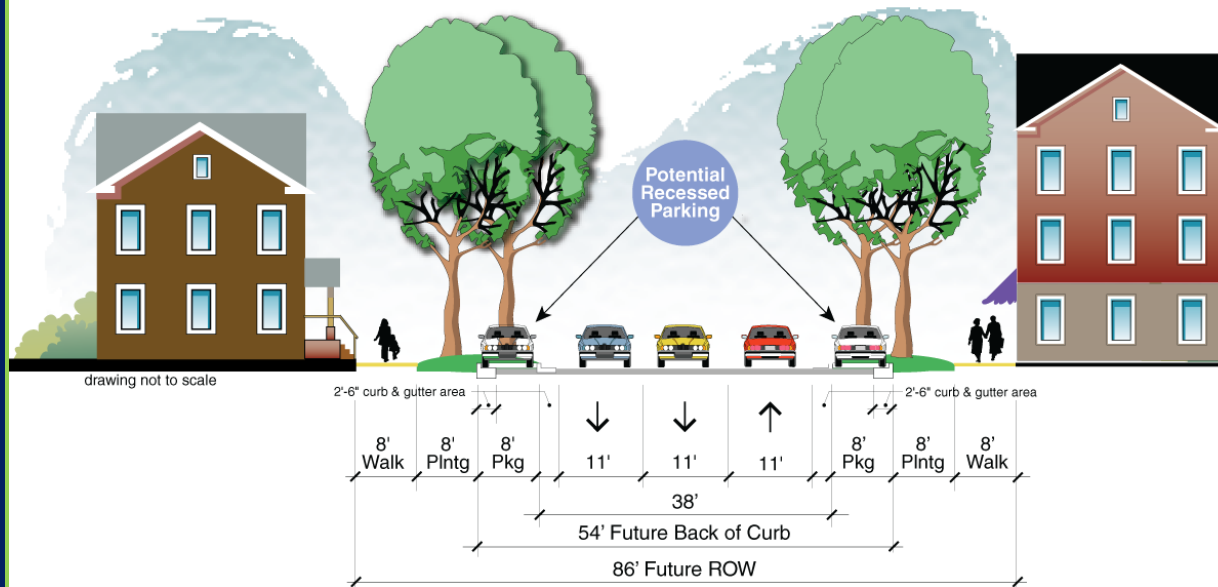 Potential
Recessed
Parking
drawing not to scale
2'-6" curb & gutter area
2'-6" curb & gutter area
8'
Walk
8'
Plntg
8'
Pkg
11'
11'
11'
8'
Pkg
8'
Plntg
8'
Walk
38'
54' Future Back of Curb
86' Future ROW